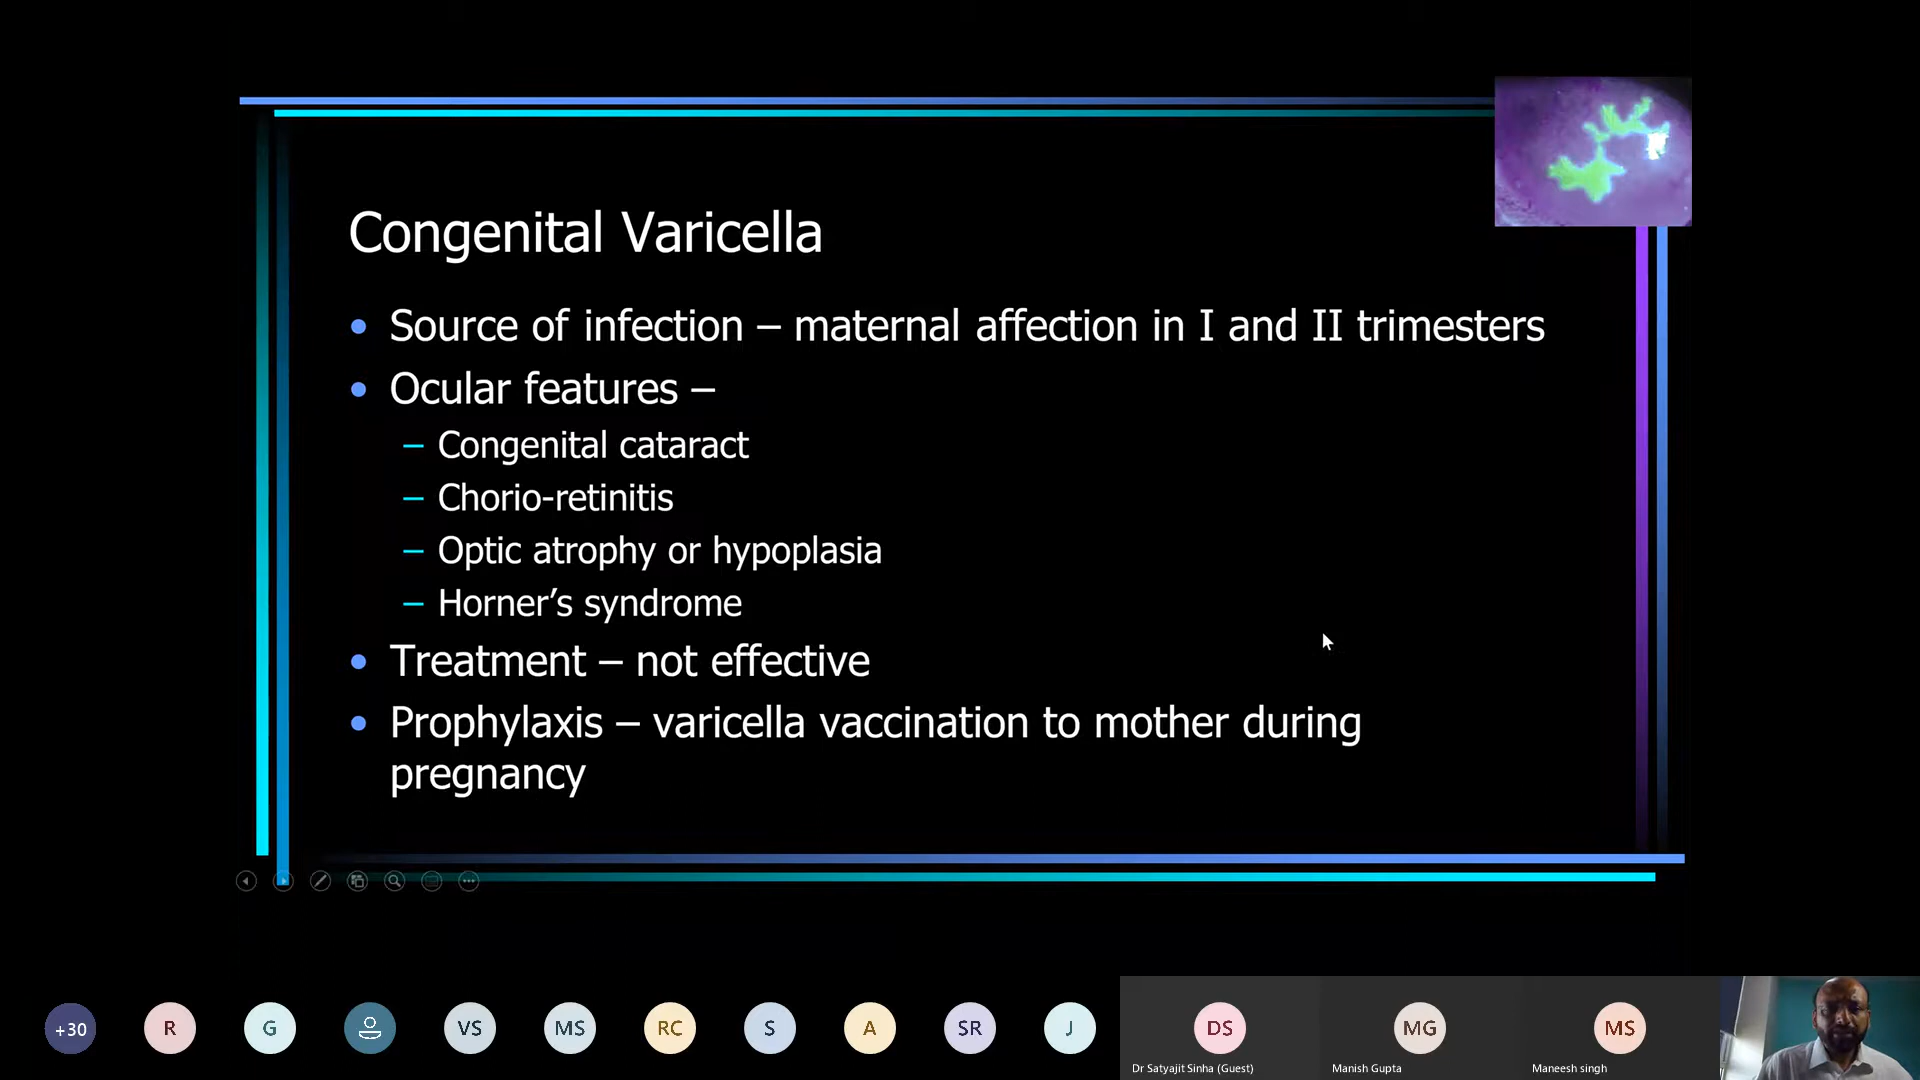 Congenital Varicella
• Source of infection – maternal affection in I and II trimesters
• Ocular features –
– Congenital cataract
– Chorio-retinitis
– Optic atrophy or hypoplasia
– Horner’s syndrome
• Treatment – not effective
• Prophylaxis – varicella vaccination to mother during
pregnancy
+30 R G VS MS RC S A SR J DS MG MS
Dr Satyajit Sinha (Guest) Manish Gupta Maneesh singh